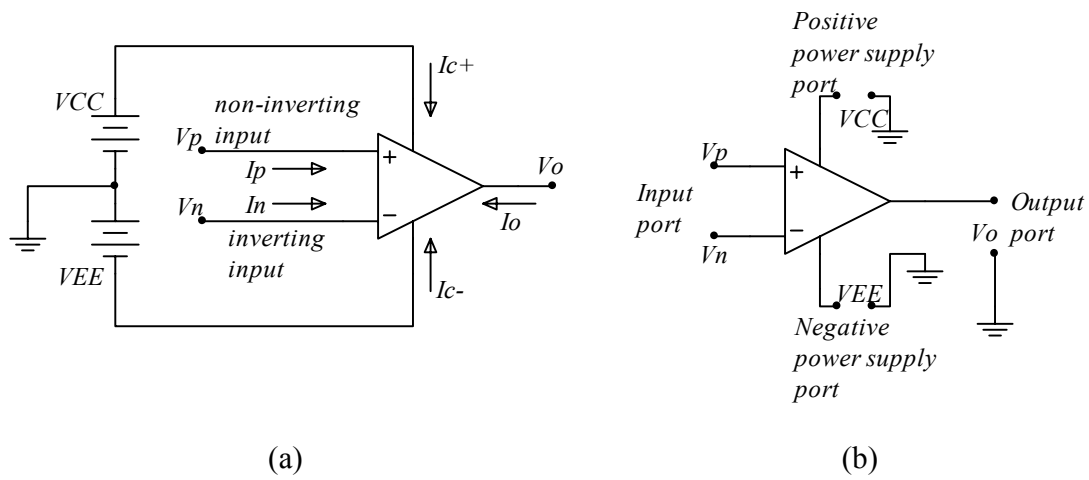 VCC
non-inverting
input
Vp
Ip
In
Vn
inverting
input
VEE
Ic+
+
−
Vo
Io
Ic-
(a)
Positive
power supply
port
VCC
Vp
+
Input
port
−
Vn
Output
port
Vo
VEE
Negative
power supply
port
(b)